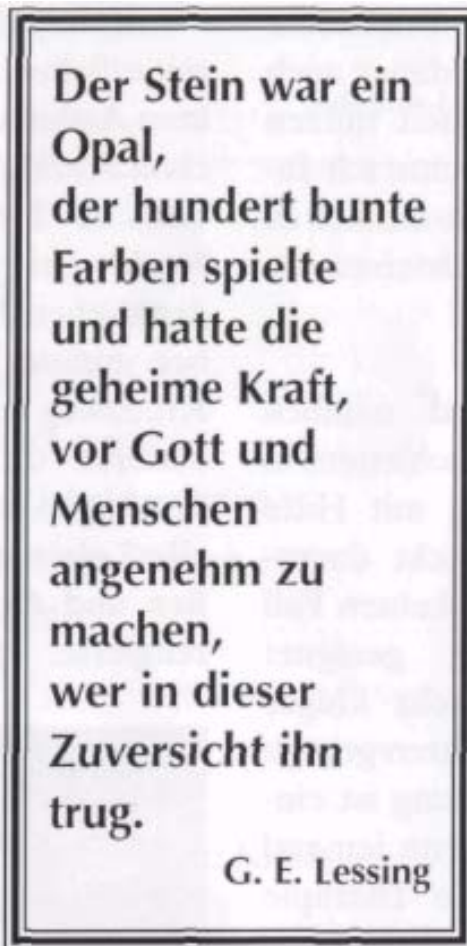 Der Stein war ein
Opal,
der hundert bunte
Farben spielte
und hatte die
geheime Kraft,
vor Gott und
Menschen
angenehm zu
machen,
wer in dieser
Zuversicht ihn
trug.
G. E. Lessing